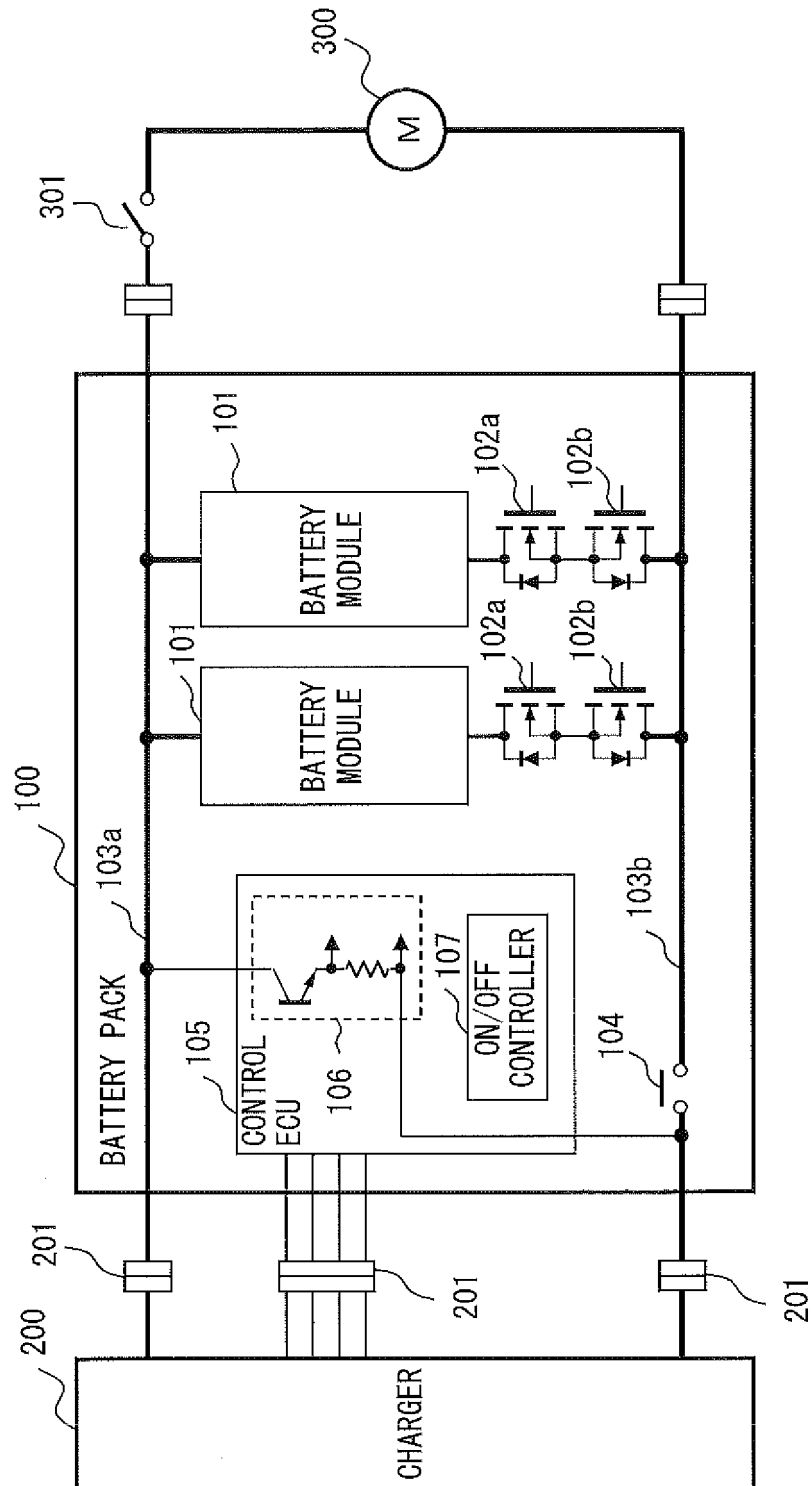 200
CHARGER
201
201
201
100
BATTERY PACK
103a
105
CONTROL
ECU
106
107
ON/OFF
CONTROLLER
104
103b
101
BATTERY
MODULE
102a
102b
101
BATTERY
MODULE
102a
102b
301
300
M